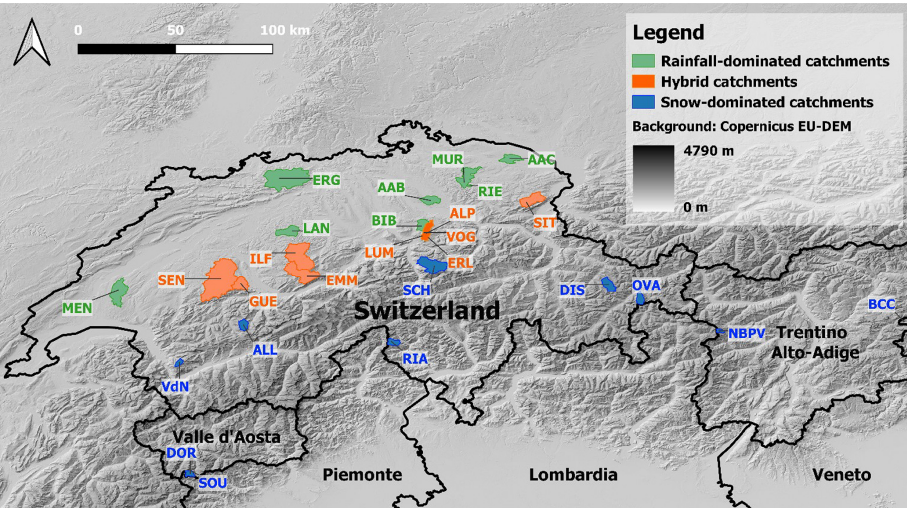 0 50 100 km
Legend
Rainfall-dominated catchments
Hybrid catchments
Snow-dominated catchments
Background: Copernicus EU-DEM
4790 m
0 m
MUR
AAC
ERG
AAB
RIE
BIB
ALP
SIT
LAN
VOG
LUM
ILF
ERL
SEN
EMM
SCH
DIS
OVA
GUE
MEN
BCC
Switzerland
NBPV
Trentino
Alto-Adige
ALL
RIA
VdN
Valle d'Aosta
DOR
SOU
Piemonte
Lombardia
Veneto